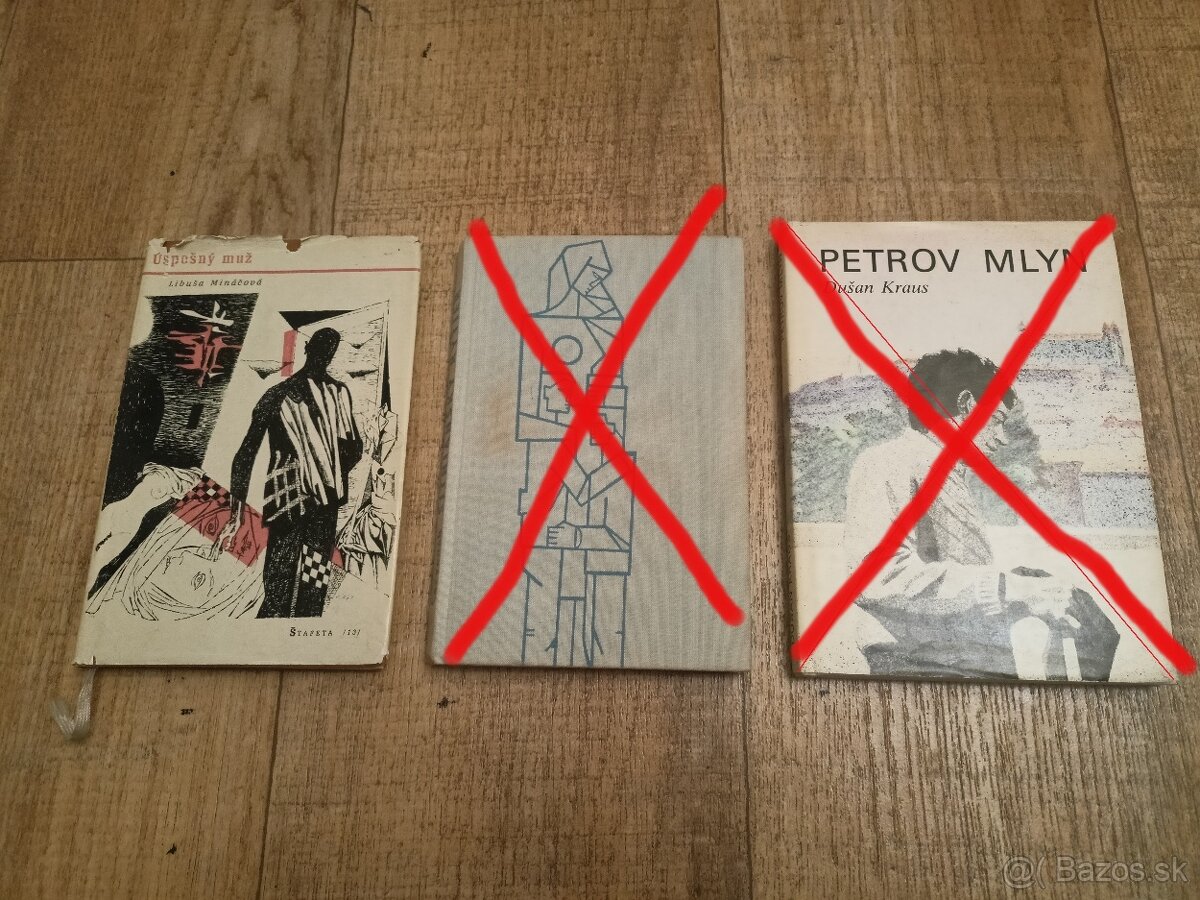 Úspešný muž
Libuša Mináčová
ŠTAFETA /13/
PETROV MLYN
Dušan Kraus
@( Bazos.sk